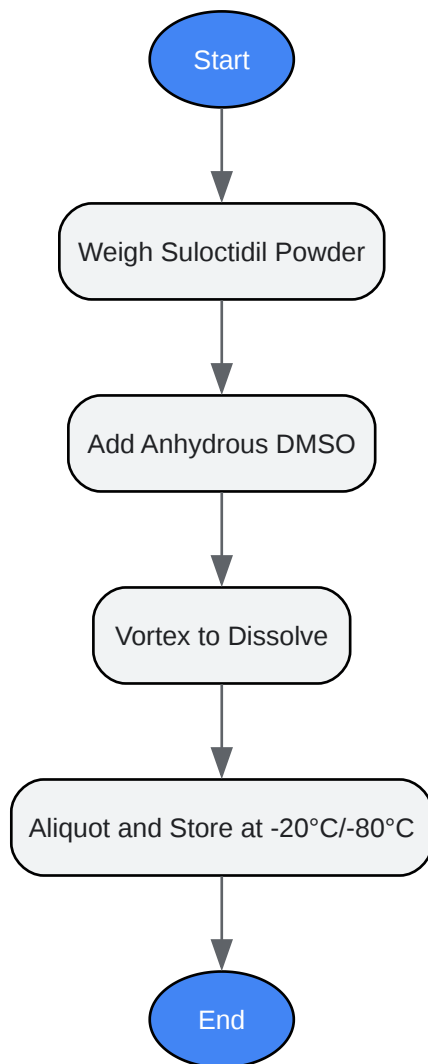 Start
Weigh Suloctidil Powder
Add Anhydrous DMSO
Vortex to Dissolve
Aliquot and Store at -20°C/-80°C
End